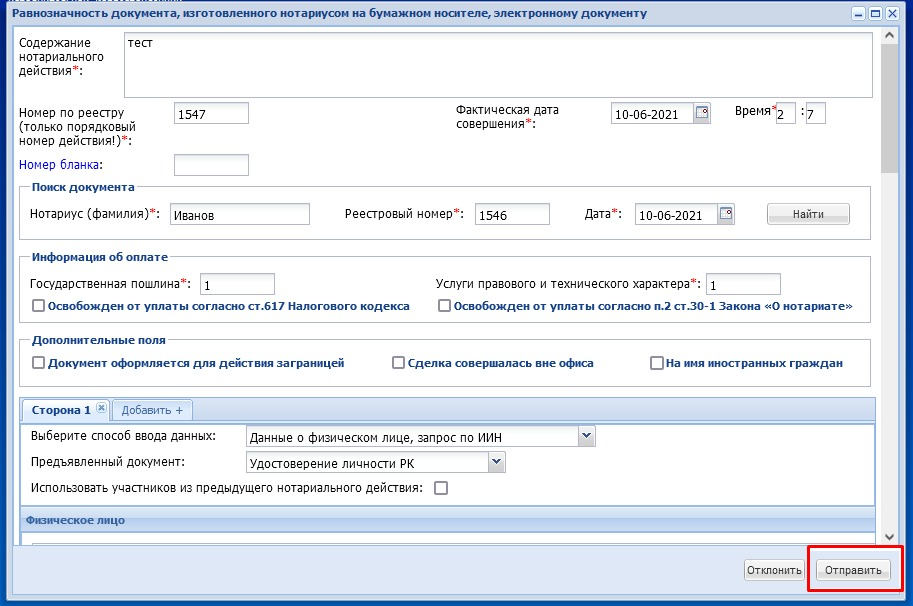 Равнозначность документа, изготовленного нотариусом на бумажном носителе, электронному документу
Содержание
нотариального
действия*:
тест
Номер по реестру
(только порядковый
номер действия!)*:
1547
Фактическая дата
совершения*:
10-06-2021
Время*
2 : 7
Номер бланка:
Поиск документа
Нотариус (фамилия)*: Иванов Реестровый номер*: 1546 Дата*: 10-06-2021 Найти
Информация об оплате
Государственная пошлина*: 1 Услуги правового и технического характера*: 1
Освобожден от уплаты согласно ст.617 Налогового кодекса Освобожден от уплаты согласно п.2 ст.30-1 Закона «О нотариате»
Дополнительные поля
Документ оформляется для действия заграницей Сделка совершалась вне офиса На имя иностранных граждан
Сторона 1 Добавить +
Выберите способ ввода данных: Данные о физическом лице, запрос по ИИН
Предъявленный документ: Удостоверение личности РК
Использовать участников из предыдущего нотариального действия:
Физическое лицо
Отклонить Отправить